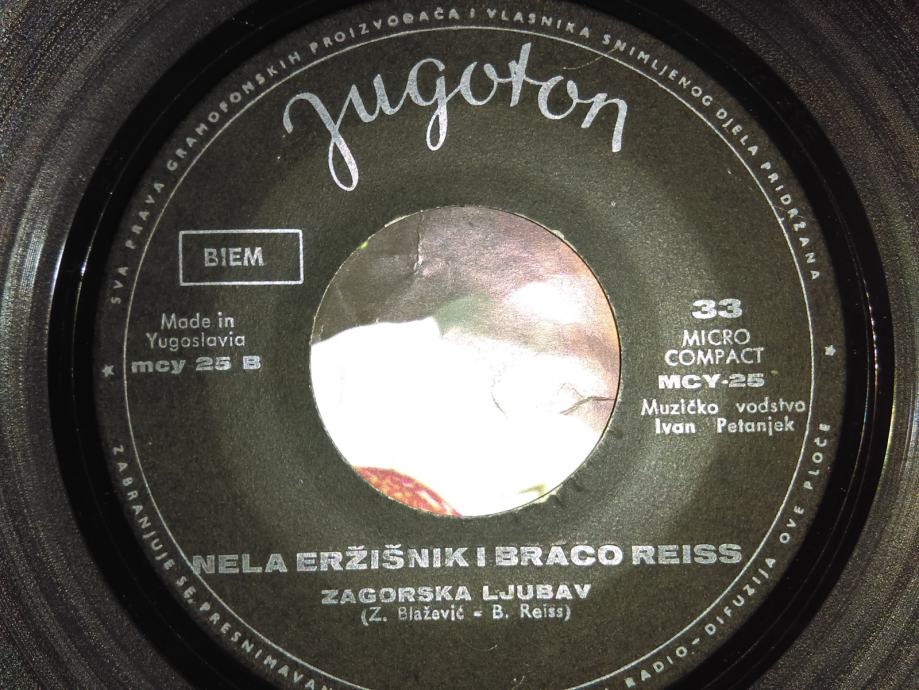 SVA PRAVA GRAMOFONSKIH PROIZVOĐAČA I VLASNIKA SNIMLJENOG DJELA PRIDRŽANA
Jugoton
BIEM
Made in
Yugoslavia
mcy 25 B
33
MICRO
COMPACT
MCY-25
Muzičko vodstvo
Ivan Petanjek
NELA ERŽIŠNIK I BRACO REISS
ZAGORSKA LJUBAV
(Z. Blažević - B. Reiss)
ZABRANJUJE SE PRESNIMAVAN
RADIO-DIFUZIJA OVE PLOČE